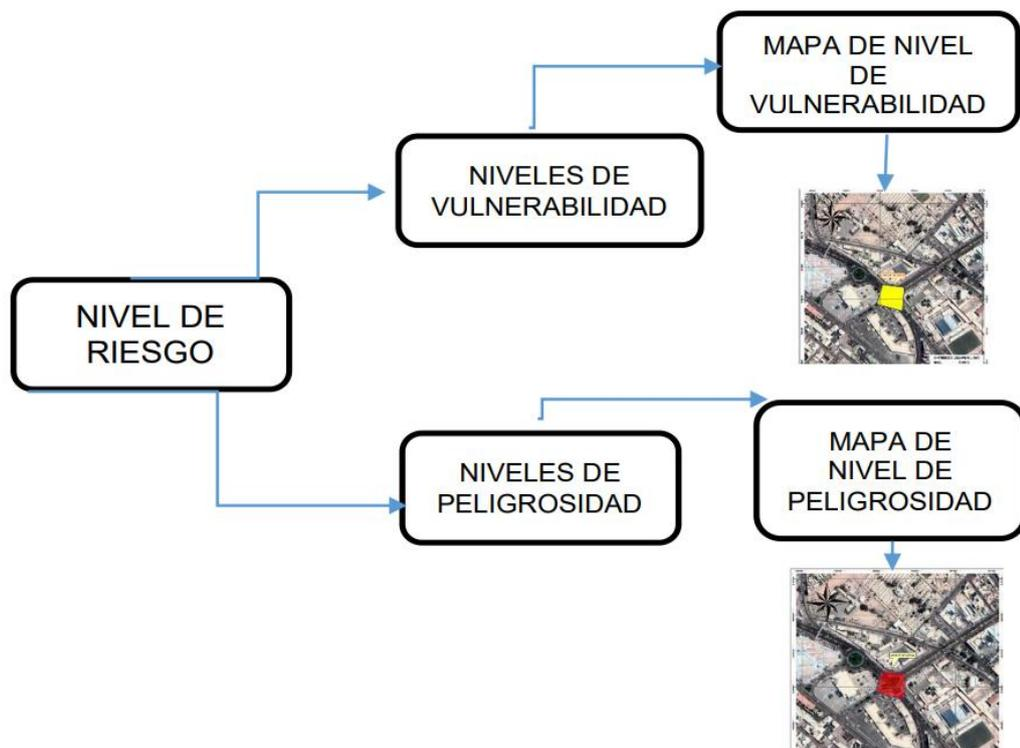 MAPA DE NIVEL
DE
VULNERABILIDAD
NIVELES DE
VULNERABILIDAD
NIVEL DE
RIESGO
NIVELES DE
PELIGROSIDAD
MAPA DE
NIVEL DE
PELIGROSIDAD